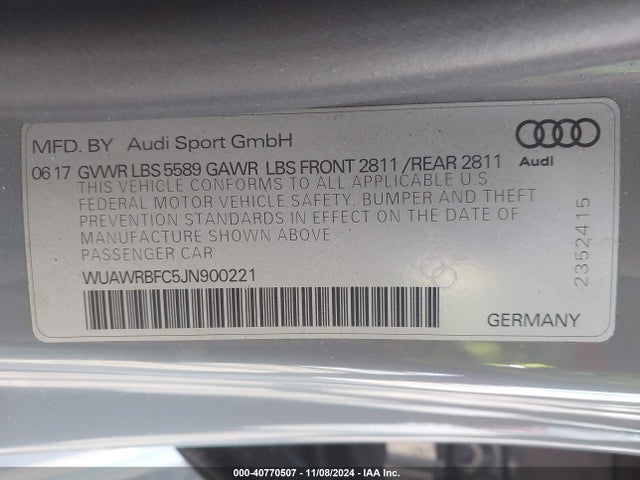 MFD. BY Audi Sport GmbH
06 17 GVWR LBS 5589 GAWR LBS FRONT 2811 /REAR 2811
Audi
THIS VEHICLE CONFORMS TO ALL APPLICABLE U.S.
FEDERAL MOTOR VEHICLE SAFETY, BUMPER AND THEFT
PREVENTION STANDARDS IN EFFECT ON THE DATE OF
MANUFACTURE SHOWN ABOVE
PASSENGER CAR
2352415
WUAWRBFC5JN900221
GERMANY
000-40770507 - 11/08/2024 - IAA Inc.